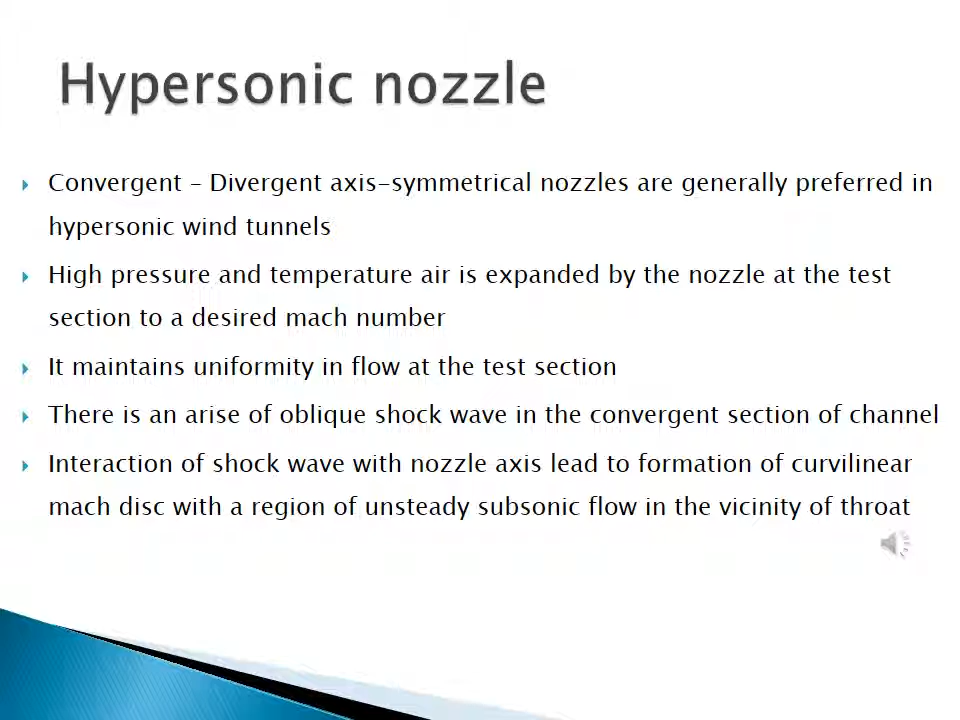 Hypersonic nozzle
Convergent – Divergent axis-symmetrical nozzles are generally preferred in
hypersonic wind tunnels
High pressure and temperature air is expanded by the nozzle at the test
section to a desired mach number
It maintains uniformity in flow at the test section
There is an arise of oblique shock wave in the convergent section of channel
Interaction of shock wave with nozzle axis lead to formation of curvilinear
mach disc with a region of unsteady subsonic flow in the vicinity of throat